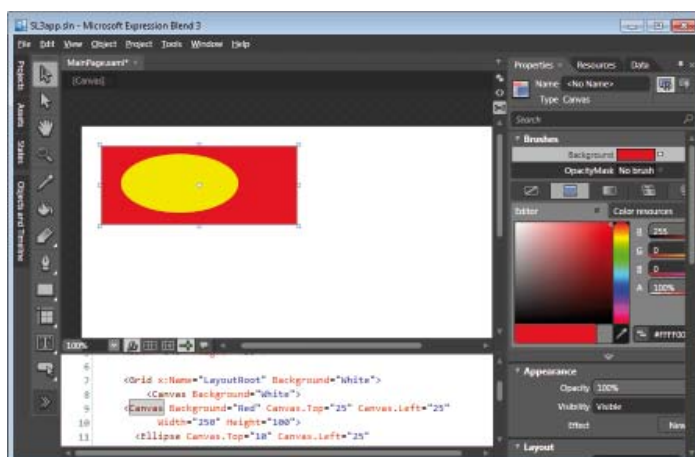 SL3app.sln - Microsoft Expression Blend 3
File Edit View Object Project Tools Window Help
MainPage.xaml*
[Canvas]
Projects
Assets
States
Objects and Timeline
Properties Resources Data
Name <No Name>
Type Canvas
Search
Brushes
Background
OpacityMask No brush
Editor Color resources
R 255
G 0
B 0
A 100%
#FFFF00
Appearance
Opacity 100%
Visibility Visible
Effect New
Layout
100%
6
7 <Grid x:Name="LayoutRoot" Background="White">
8 <Canvas Background="White">
9 <Canvas Background="Red" Canvas.Top="25" Canvas.Left="25"
10 Width="250" Height="100">
11 <Ellipse Canvas.Top="10" Canvas.Left="25"